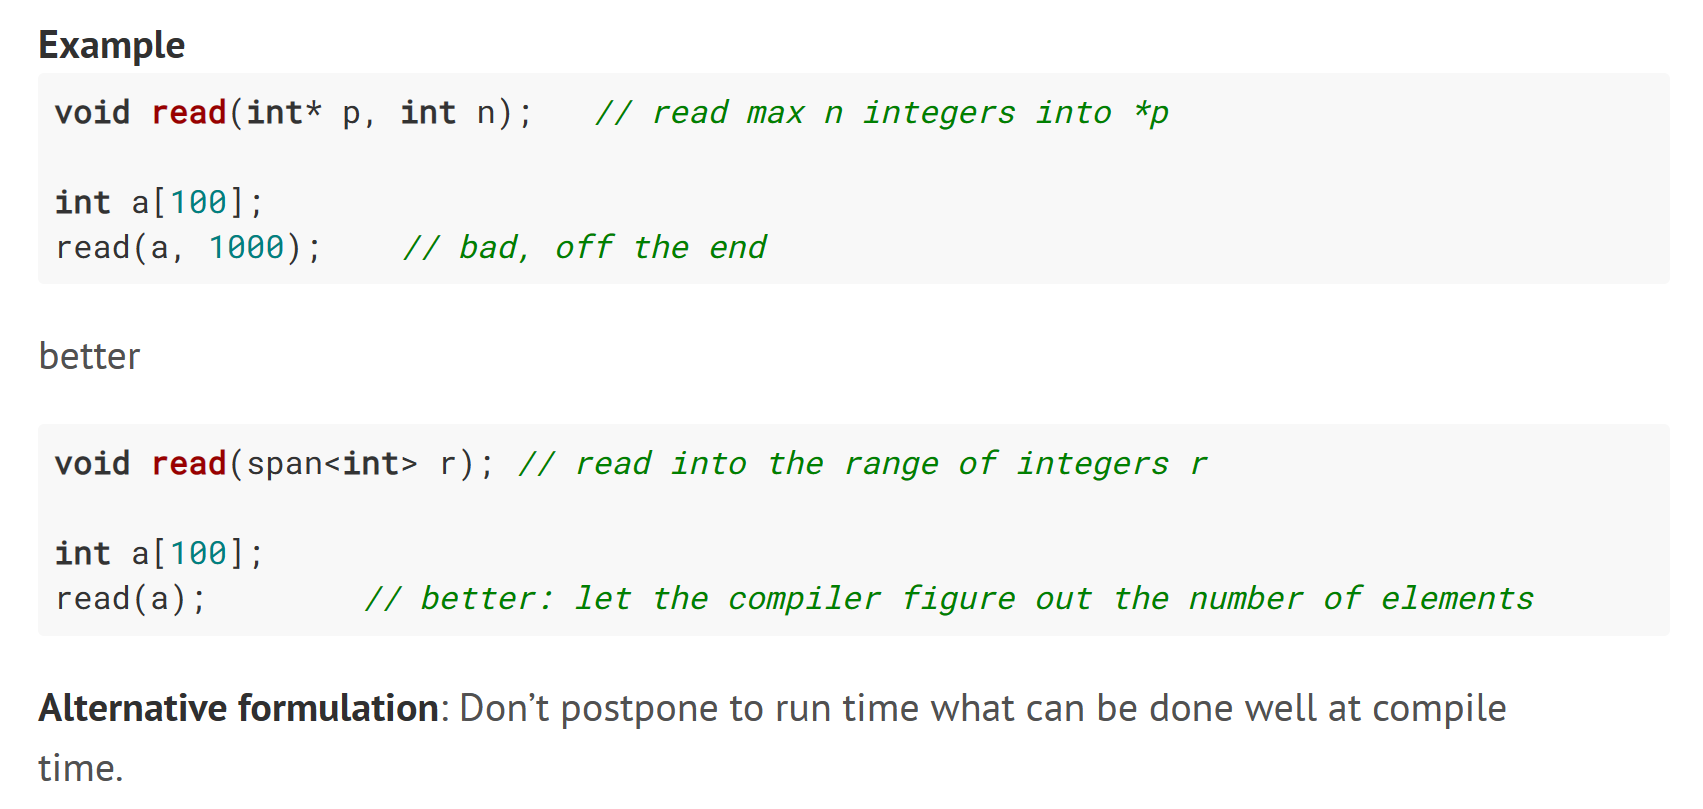 Example
void read(int* p, int n);   // read max n integers into *p
int a[100];
read(a, 1000);    // bad, off the end
better
void read(span<int> r); // read into the range of integers r
int a[100];
read(a);        // better: let the compiler figure out the number of elements
Alternative formulation: Don’t postpone to run time what can be done well at compile
time.